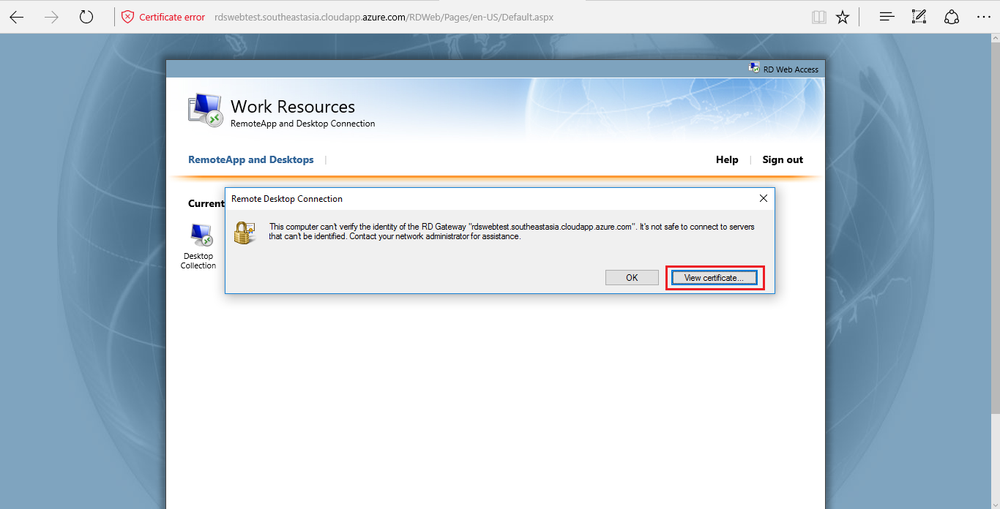 Certificate error rdswebtest.southeastasia.cloudapp.azure.com/RDWeb/Pages/en-US/Default.aspx
RD Web Access
Work Resources
RemoteApp and Desktop Connection
RemoteApp and Desktops
Help
Sign out
Current
Remote Desktop Connection
This computer can't verify the identity of the RD Gateway "rdswebtest.southeastasia.cloudapp.azure.com". It's not safe to connect to servers
that can't be identified. Contact your network administrator for assistance.
Desktop
Collection
OK
View certificate...